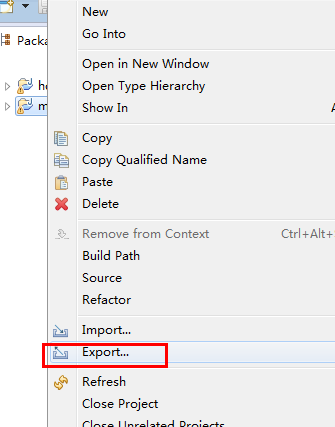 New
Go Into
Packa
Open in New Window
Open Type Hierarchy
Show In
Copy
Copy Qualified Name
Paste
Delete
Remove from Context Ctrl+Alt+
Build Path
Source
Refactor
Import...
Export...
Refresh
Close Project
Close Unrelated Projects